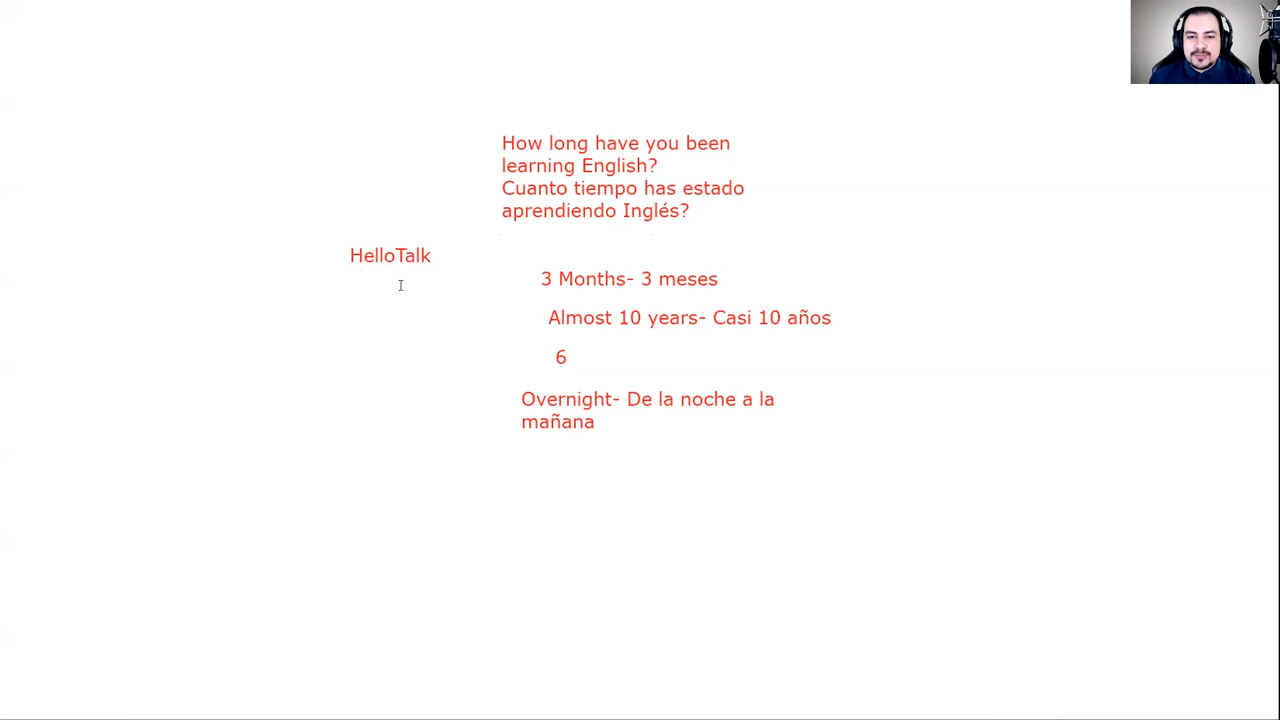 How long have you been
learning English?
Cuanto tiempo has estado
aprendiendo Inglés?
HelloTalk
3 Months- 3 meses
Almost 10 years- Casi 10 años
6
Overnight- De la noche a la
mañana